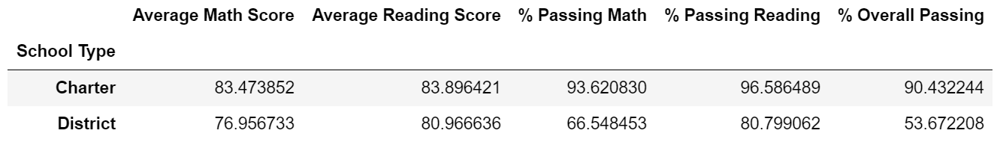 Average Math Score Average Reading Score % Passing Math % Passing Reading % Overall Passing
School Type
Charter 83.473852 83.896421 93.620830 96.586489 90.432244
District 76.956733 80.966636 66.548453 80.799062 53.672208